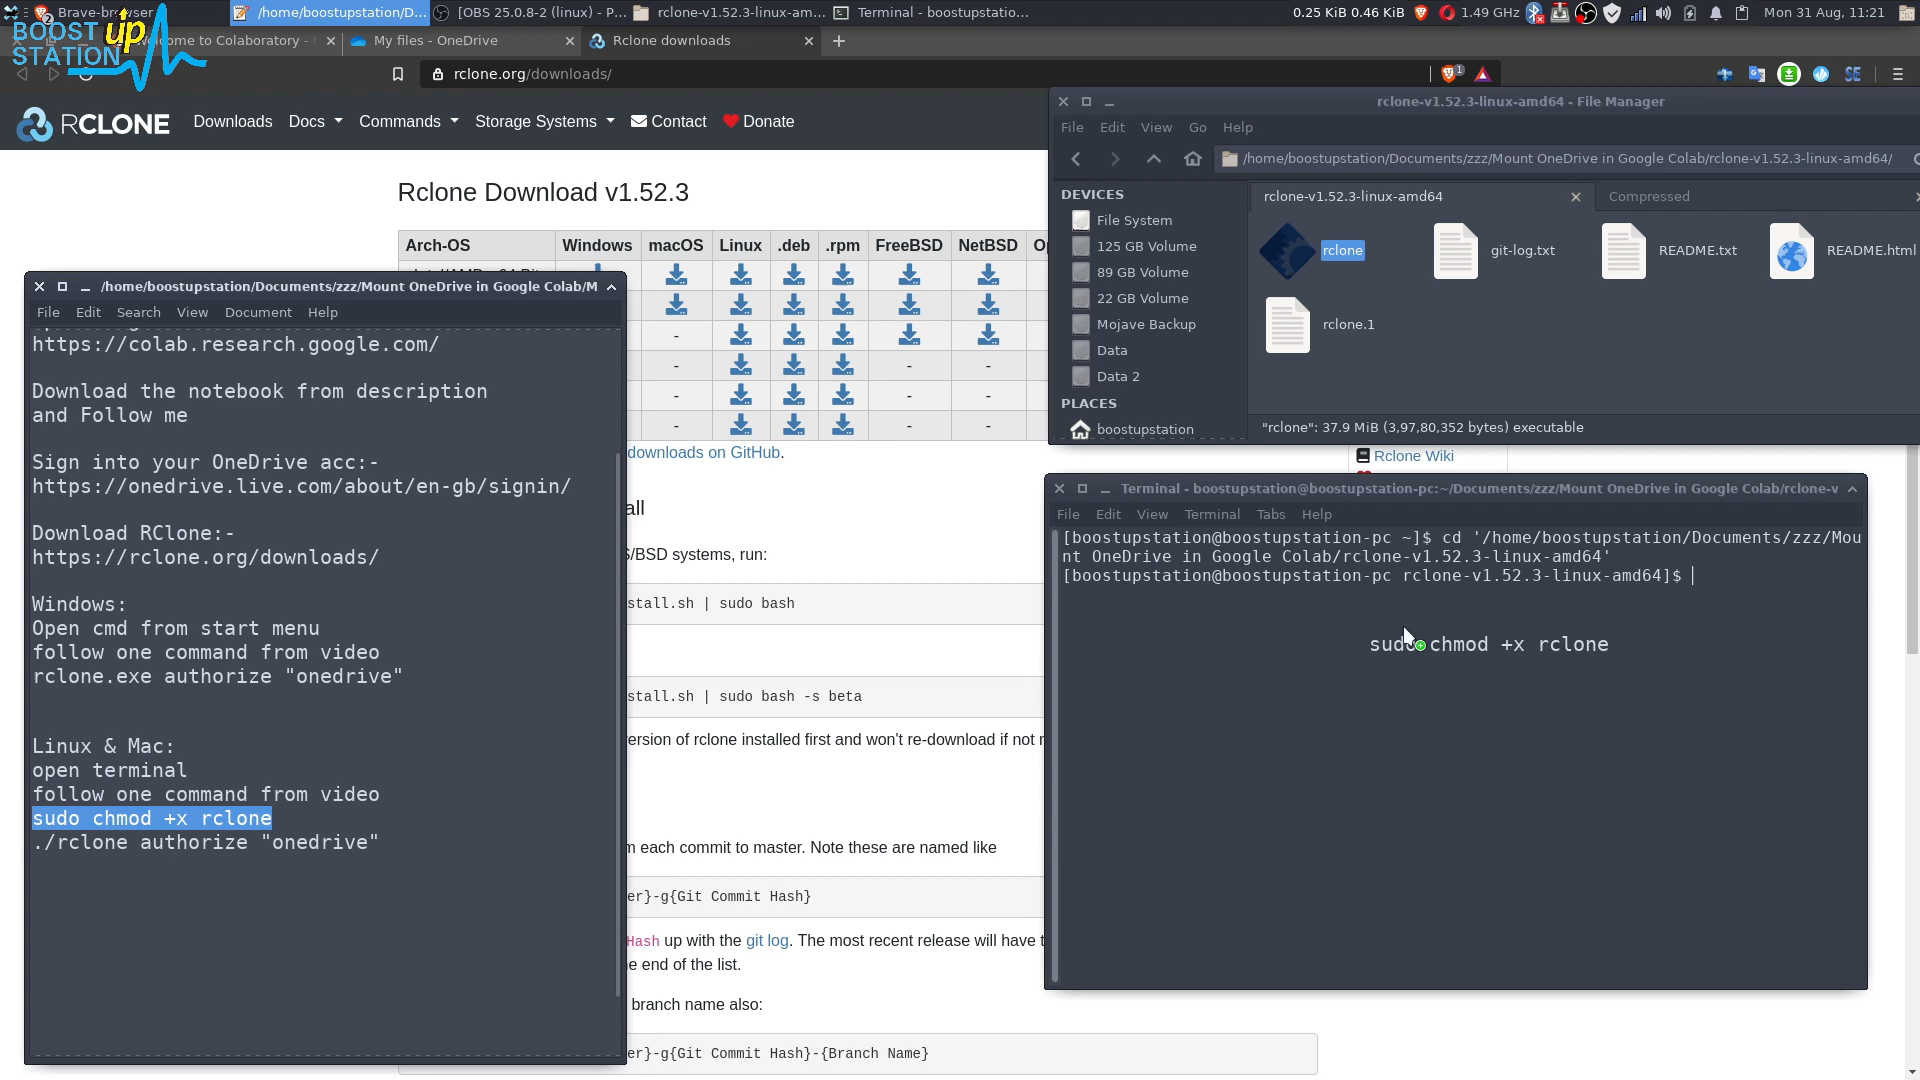 Brave-browser
2
/home/boostupstation/D...
[OBS 25.0.8-2 (linux) - P...
rclone-v1.52.3-linux-am...
Terminal - boostupstatio...
0.25 KiB 0.46 KiB
1.49 GHz
Mon 31 Aug, 11:21
BOOST up
STATION
elcome to Colaboratory -
My files - OneDrive
Rclone downloads
rclone.org/downloads/
1
RCLONE
Downloads
Docs
Commands
Storage Systems
Contact
Donate
Rclone Download v1.52.3
Arch-OS Windows macOS Linux .deb .rpm FreeBSD NetBSD
- 
- - -
- - -
- - -
downloads on GitHub.
all
S/BSD systems, run:
stall.sh | sudo bash
stall.sh | sudo bash -s beta
ersion of rclone installed first and won't re-download if not
m each commit to master. Note these are named like
er}-g{Git Commit Hash}
Hash up with the git log. The most recent release will have
e end of the list.
branch name also:
er}-g{Git Commit Hash}-{Branch Name}
Rclone Wiki
/home/boostupstation/Documents/zzz/Mount OneDrive in Google Colab/M
File Edit Search View Document Help
https://colab.research.google.com/
Download the notebook from description
and Follow me
Sign into your OneDrive acc:-
https://onedrive.live.com/about/en-gb/signin/
Download RClone:-
https://rclone.org/downloads/
Windows:
Open cmd from start menu
follow one command from video
rclone.exe authorize "onedrive"
Linux & Mac:
open terminal
follow one command from video
sudo chmod +x rclone
./rclone authorize "onedrive"
rclone-v1.52.3-linux-amd64 - File Manager
File Edit View Go Help
/home/boostupstation/Documents/zzz/Mount OneDrive in Google Colab/rclone-v1.52.3-linux-amd64/
DEVICES
File System
125 GB Volume
89 GB Volume
22 GB Volume
Mojave Backup
Data
Data 2
PLACES
boostupstation
rclone-v1.52.3-linux-amd64
Compressed
rclone
git-log.txt
README.txt
README.html
rclone.1
"rclone": 37.9 MiB (3,97,80,352 bytes) executable
Terminal - boostupstation@boostupstation-pc:~/Documents/zzz/Mount OneDrive in Google Colab/rclone-v
File Edit View Terminal Tabs Help
[boostupstation@boostupstation-pc ~]$ cd '/home/boostupstation/Documents/zzz/Mou
nt OneDrive in Google Colab/rclone-v1.52.3-linux-amd64'
[boostupstation@boostupstation-pc rclone-v1.52.3-linux-amd64]$
sudo chmod +x rclone